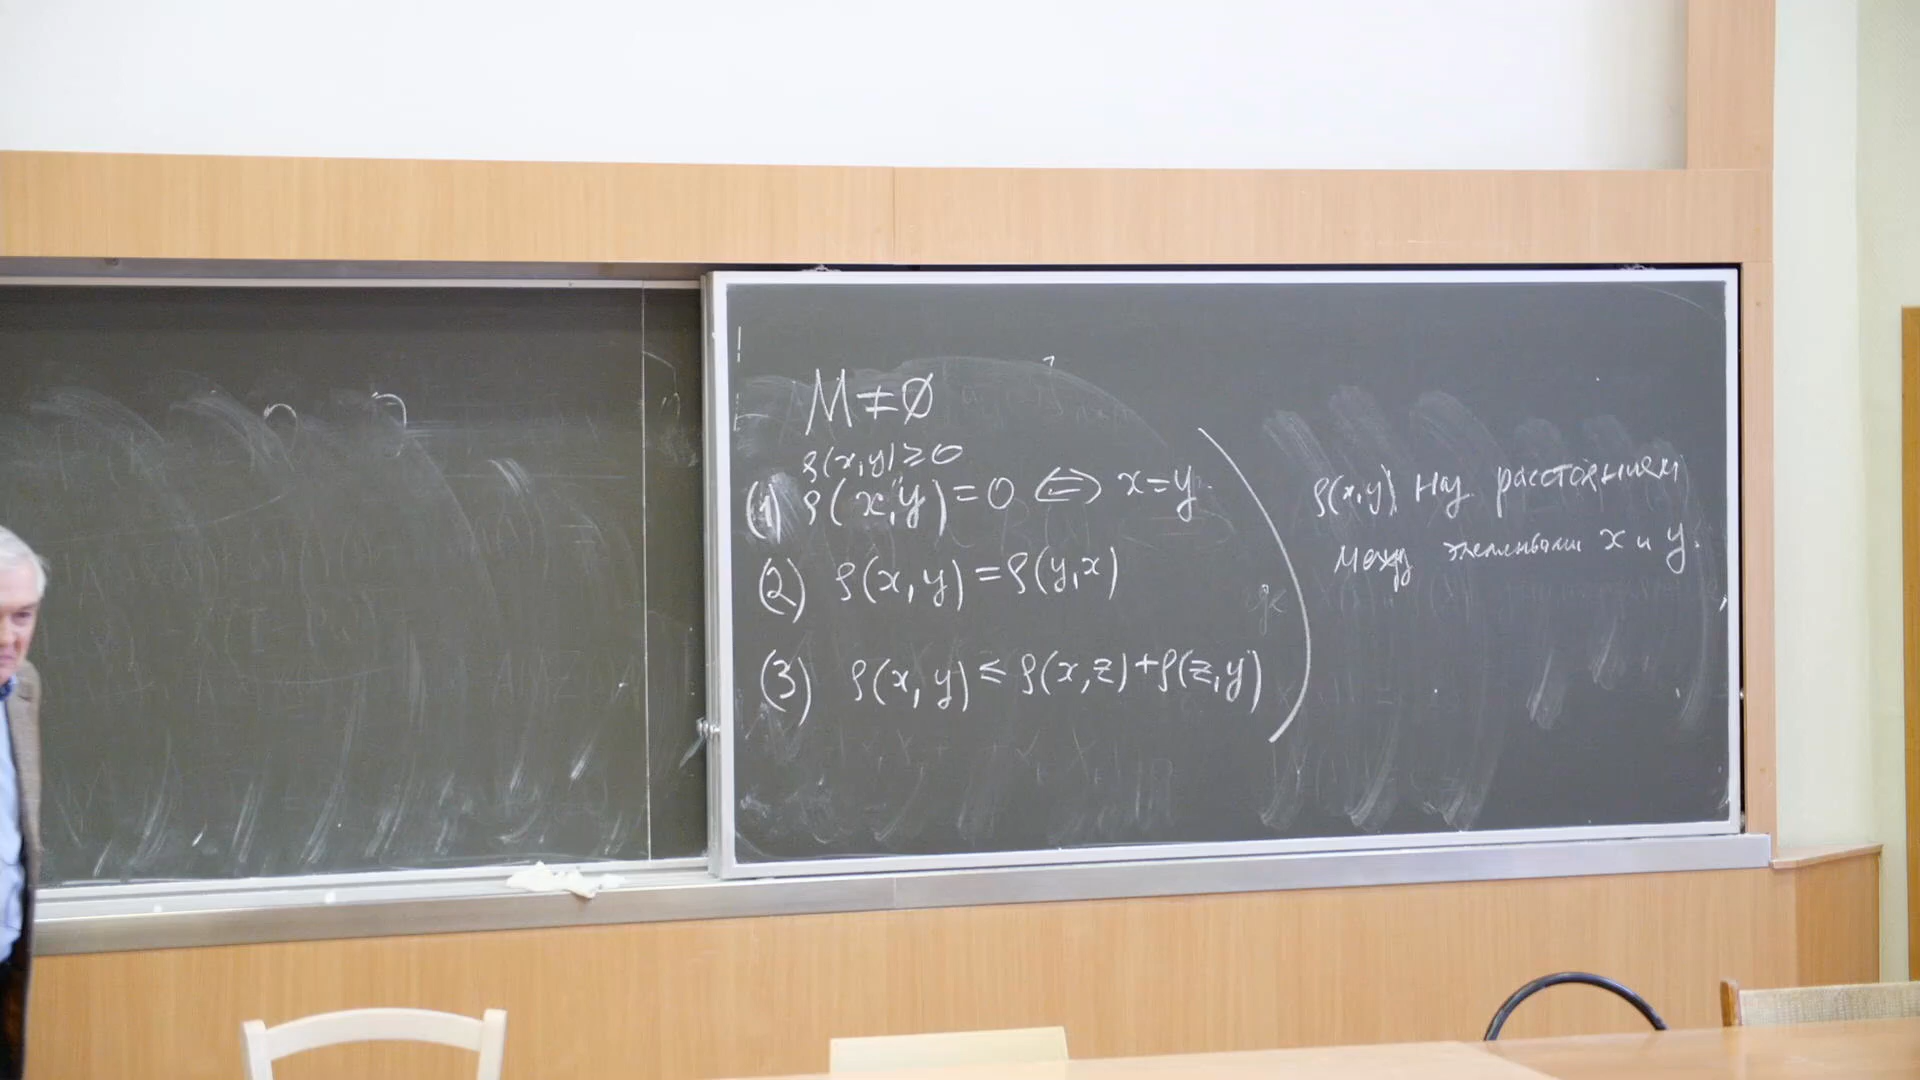 M ≠ ∅
ρ(x,y) ≥ 0
(1) ρ(x,y) = 0 ⇔ x = y.
(2) ρ(x, y) = ρ(y,x)
(3) ρ(x, y) ≤ ρ(x,z) + ρ(z,y)
ρ(x,y) наз. расстоянием
между элементами x и y.